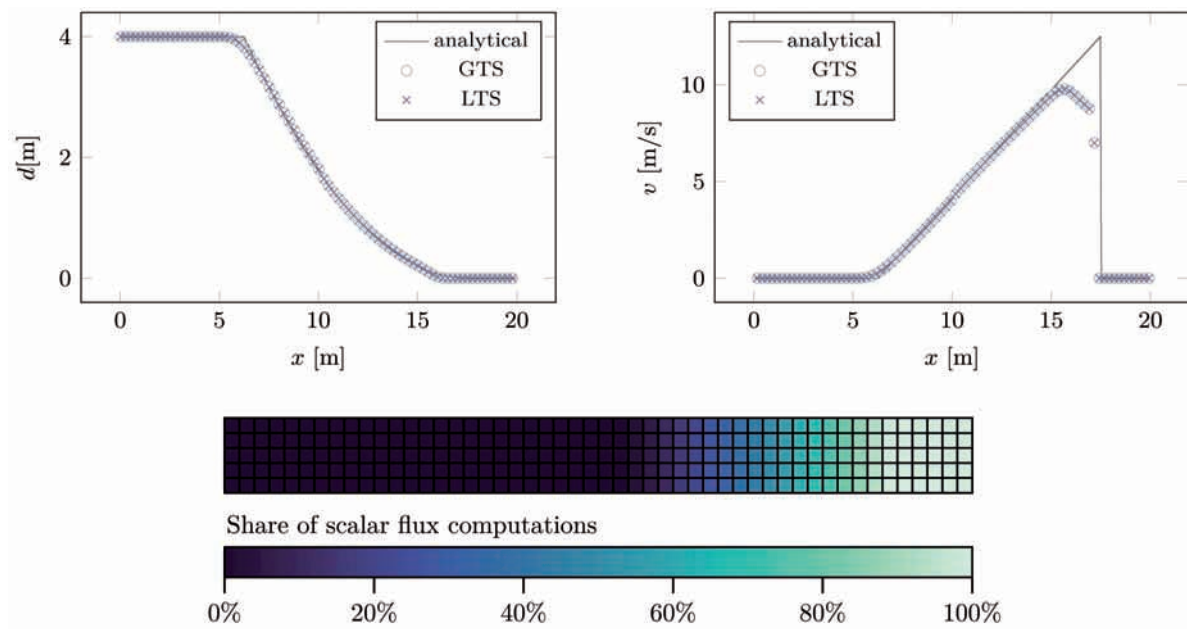 analytical
GTS
LTS
4
2
0
d[m]
0 5 10 15 20
x [m]
analytical
GTS
LTS
10
5
0
v [m/s]
0 5 10 15 20
x [m]
Share of scalar flux computations
0% 20% 40% 60% 80% 100%